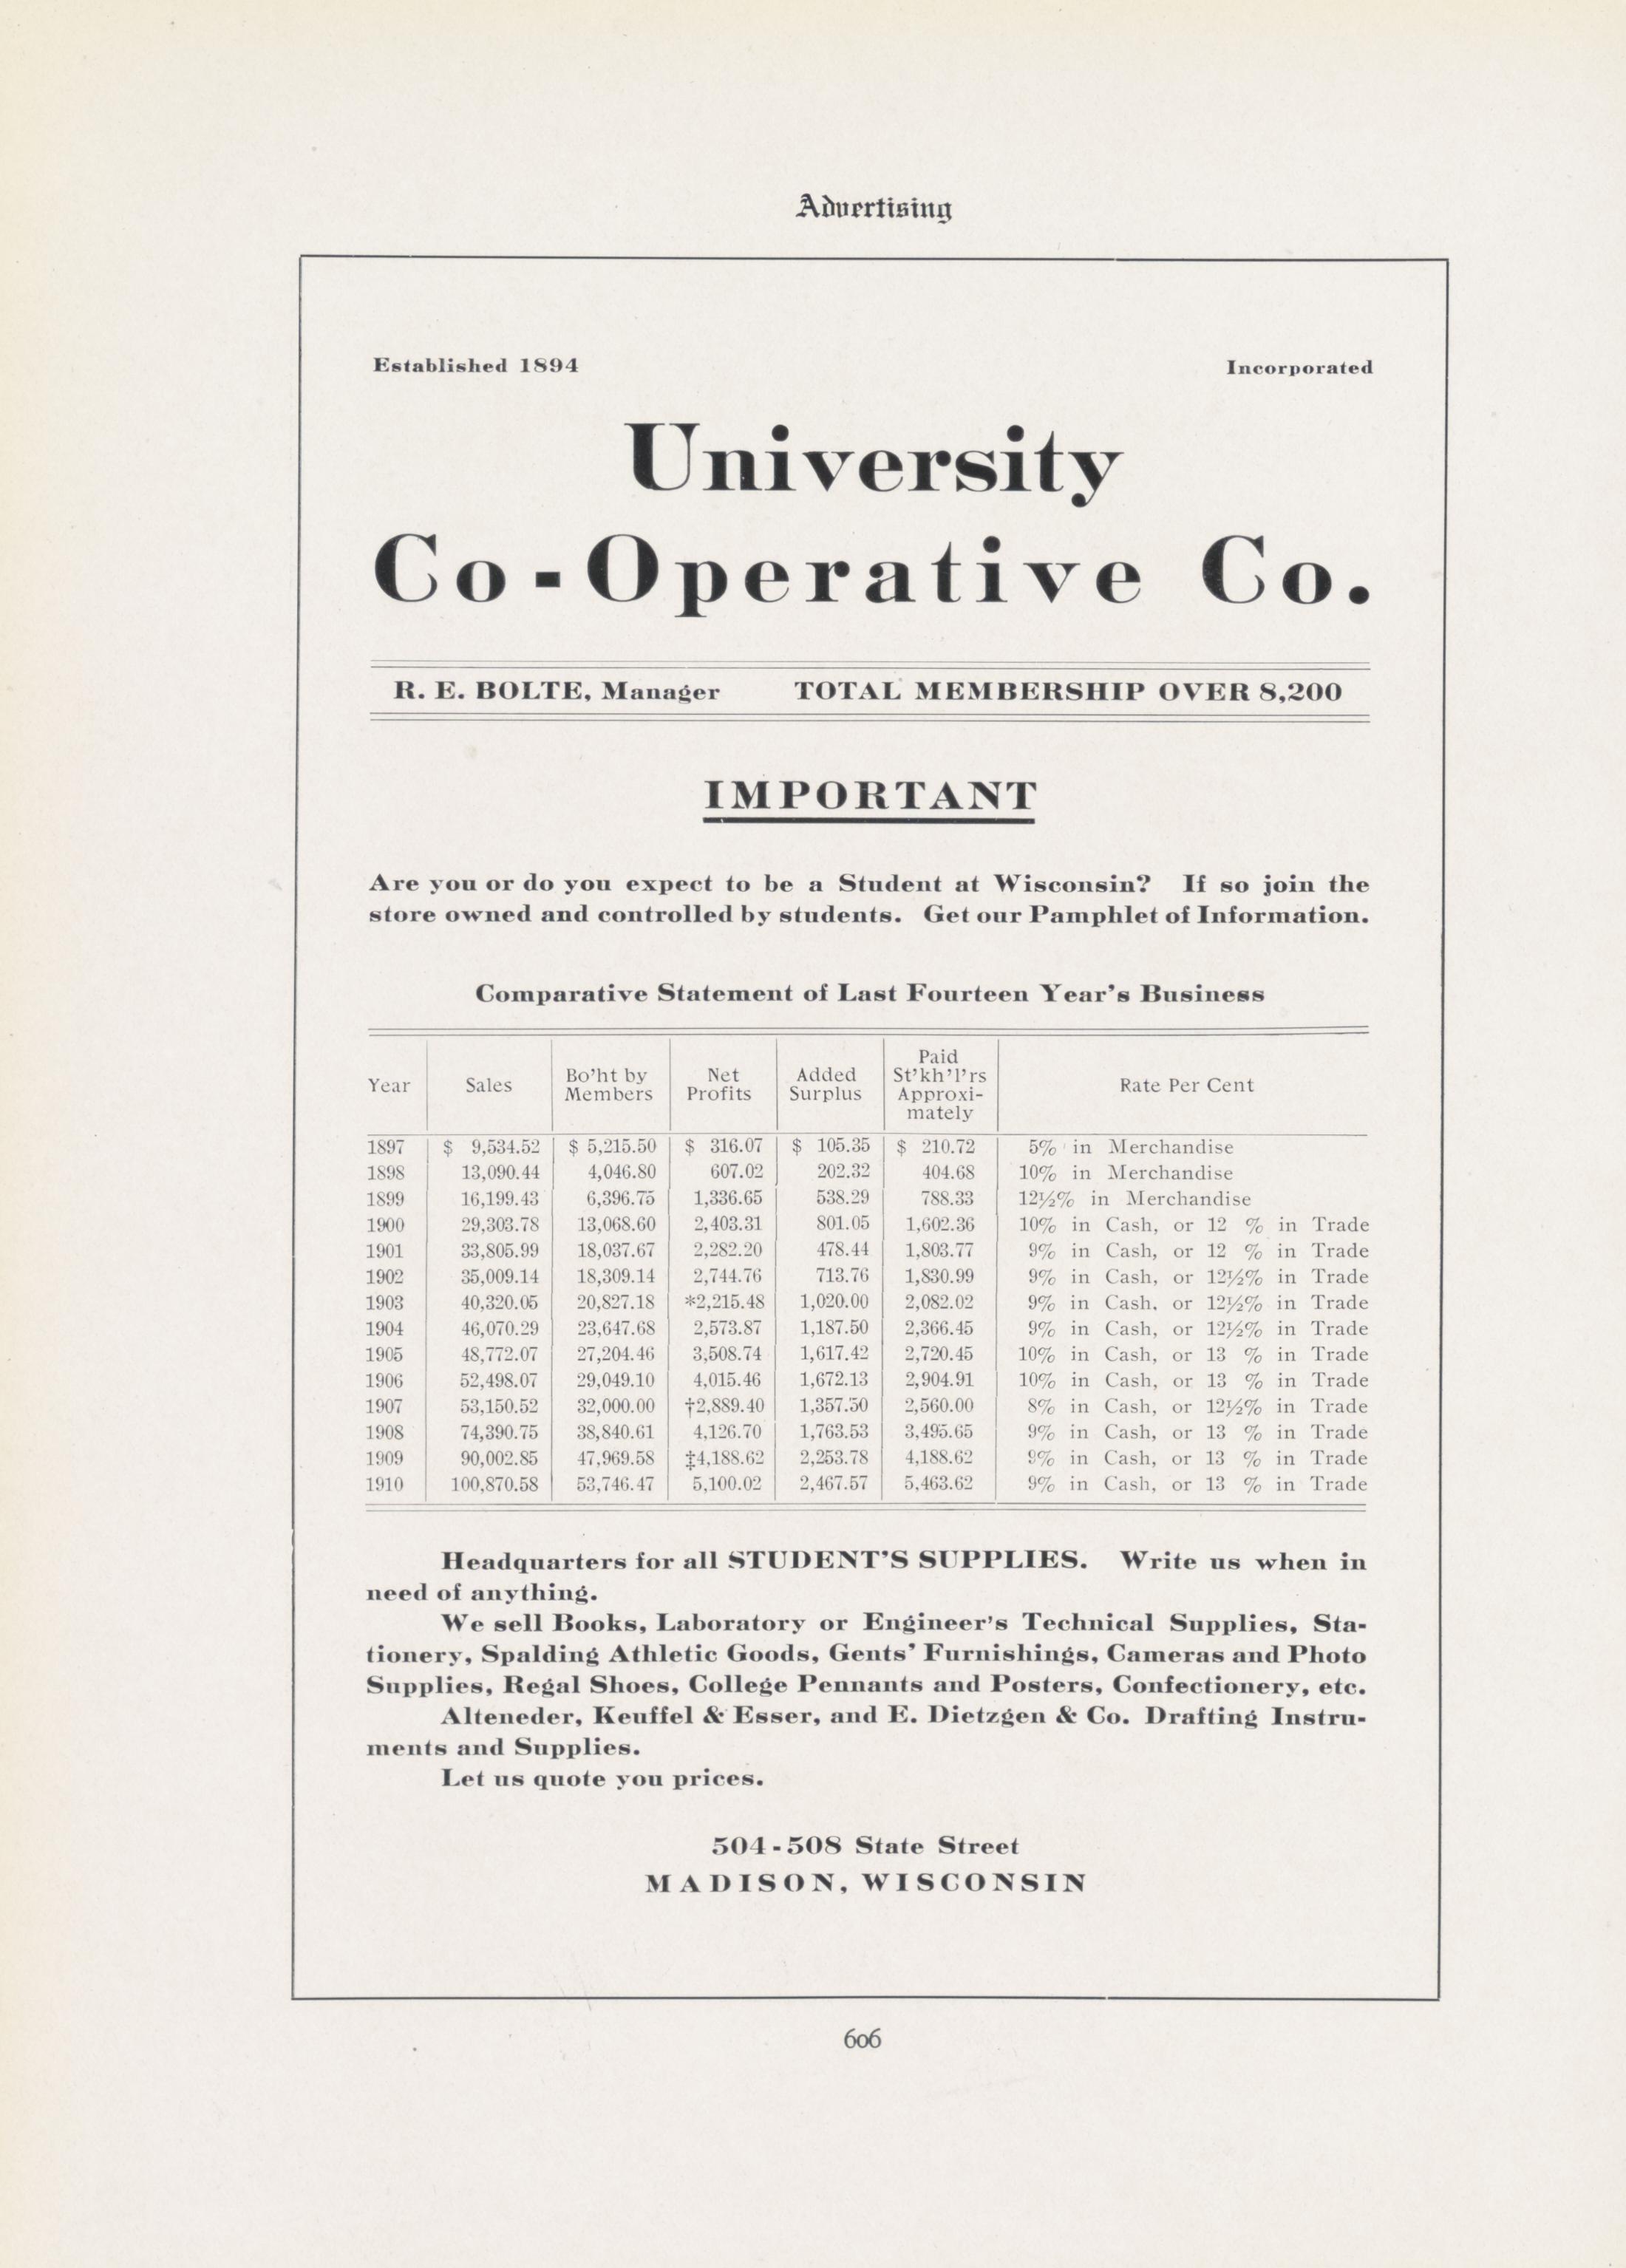 Advertising
Established 1894 Incorporated
University
Co-Operative Co.
R. E. BOLTE, Manager TOTAL MEMBERSHIP OVER 8,200
IMPORTANT
Are you or do you expect to be a Student at Wisconsin? If so join the
store owned and controlled by students. Get our Pamphlet of Information.
Comparative Statement of Last Fourteen Year's Business
Year Sales Bo'ht by Members Net Profits Added Surplus Paid St'kh'l'rs Approxi-mately Rate Per Cent
1897 $ 9,534.52 $ 5,215.50 $ 316.07 $ 105.35 $ 210.72 5% in Merchandise
1898 13,090.44 4,046.80 607.02 202.32 404.68 10% in Merchandise
1899 16,199.43 6,396.75 1,336.65 538.29 788.33 12½% in Merchandise
1900 29,303.78 13,068.60 2,403.31 801.05 1,602.36 10% in Cash, or 12 % in Trade
1901 33,805.99 18,037.67 2,282.20 478.44 1,803.77 9% in Cash, or 12 % in Trade
1902 35,009.14 18,309.14 2,744.76 713.76 1,830.99 9% in Cash, or 12½% in Trade
1903 40,320.05 20,827.18 *2,215.48 1,020.00 2,082.02 9% in Cash. or 12½% in Trade
1904 46,070.29 23,647.68 2,573.87 1,187.50 2,366.45 9% in Cash, or 12½% in Trade
1905 48,772.07 27,204.46 3,508.74 1,617.42 2,720.45 10% in Cash, or 13 % in Trade
1906 52,498.07 29,049.10 4,015.46 1,672.13 2,904.91 10% in Cash, or 13 % in Trade
1907 53,150.52 32,000.00 †2,889.40 1,357.50 2,560.00 8% in Cash, or 12½% in Trade
1908 74,390.75 38,840.61 4,126.70 1,763.53 3.495.65 9% in Cash, or 13 % in Trade
1909 90,002.85 47,969.58 ‡4,188.62 2,253.78 4,188.62 9% in Cash, or 13 % in Trade
1910 100,870.58 53,746.47 5,100.02 2,467.57 5,463.62 9% in Cash, or 13 % in Trade
Headquarters for all STUDENT'S SUPPLIES. Write us when in
need of anything.
We sell Books, Laboratory or Engineer's Technical Supplies, Sta-
tionery, Spalding Athletic Goods, Gents' Furnishings, Cameras and Photo
Supplies, Regal Shoes, College Pennants and Posters, Confectionery, etc.
Alteneder, Keuffel & Esser, and E. Dietzgen & Co. Drafting Instru-
ments and Supplies.
Let us quote you prices.
504-508 State Street
MADISON, WISCONSIN
606